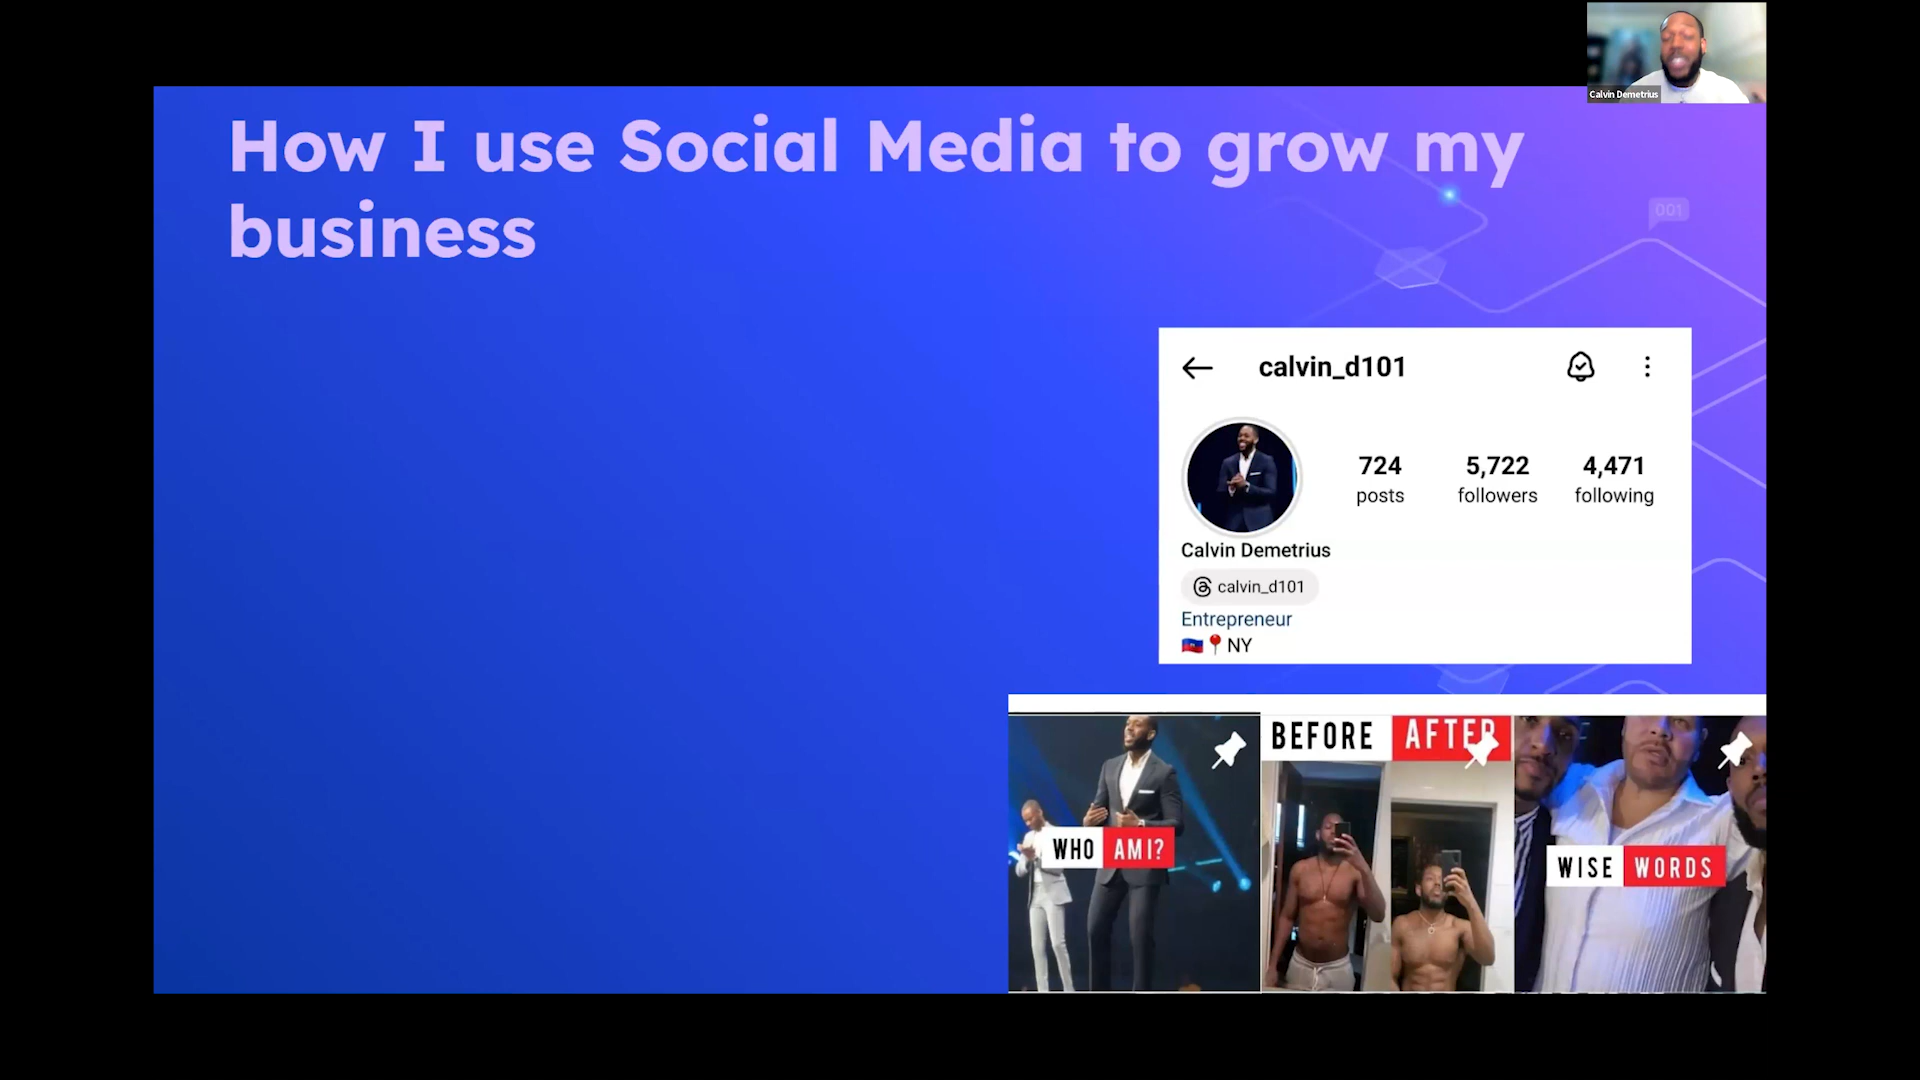 Calvin Demetrius
How I use Social Media to grow my
business
001
calvin_d101
724
posts
5,722
followers
4,471
following
Calvin Demetrius
calvin_d101
Entrepreneur
🇭🇹📍NY
WHO AM I?
BEFORE AFTER
WISE WORDS